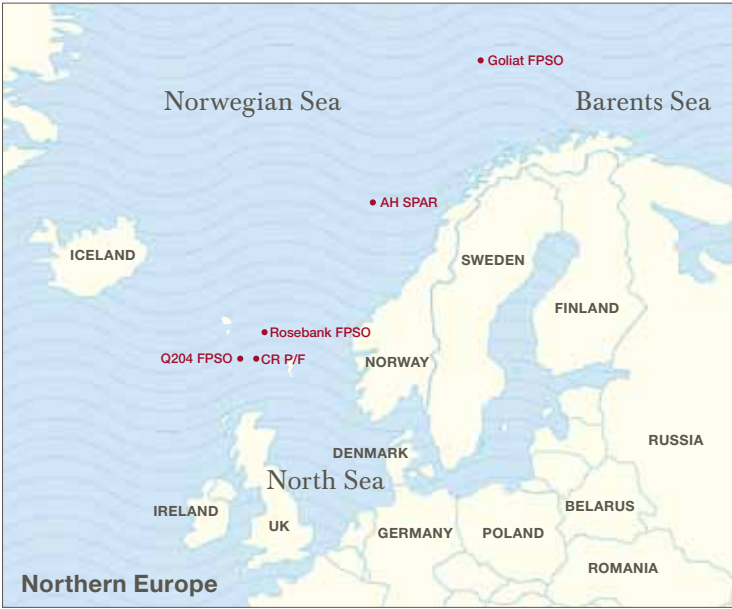 Goliat FPSO
Norwegian Sea
Barents Sea
AH SPAR
ICELAND
SWEDEN
FINLAND
Rosebank FPSO
Q204 FPSO
CR P/F
NORWAY
RUSSIA
DENMARK
North Sea
IRELAND
UK
GERMANY
POLAND
BELARUS
ROMANIA
Northern Europe